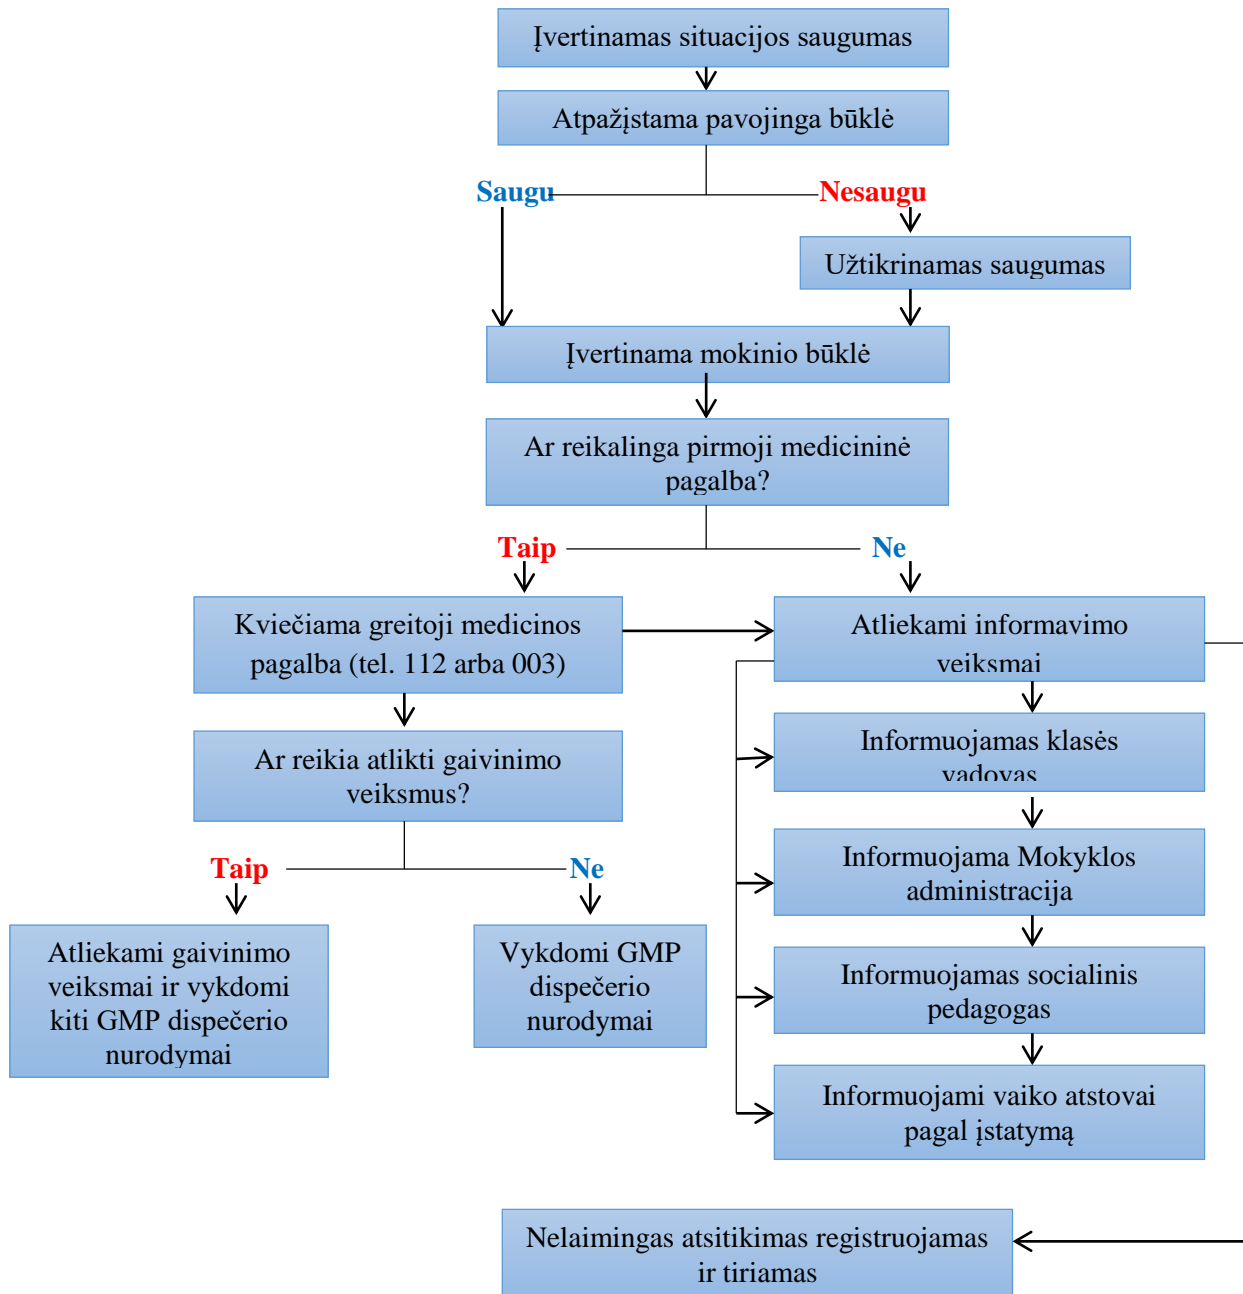 Įvertinamas situacijos saugumas
Atpažįstama pavojinga būklė
Saugu
Nesaugu
Užtikrinamas saugumas
Įvertinama mokinio būklė
Ar reikalinga pirmoji medicininė
pagalba?
Taip
Ne
Kviečiama greitoji medicinos
pagalba (tel. 112 arba 003)
Atliekami informavimo
veiksmai
Ar reikia atlikti gaivinimo
veiksmus?
Informuojamas klasės
vadovas
Taip
Ne
Informuojama Mokyklos
administracija
Atliekami gaivinimo
veiksmai ir vykdomi
kiti GMP dispečerio
nurodymai
Vykdomi GMP
dispečerio
nurodymai
Informuojamas socialinis
pedagogas
Informuojami vaiko atstovai
pagal įstatymą
Nelaimingas atsitikimas registruojamas
ir tiriamas